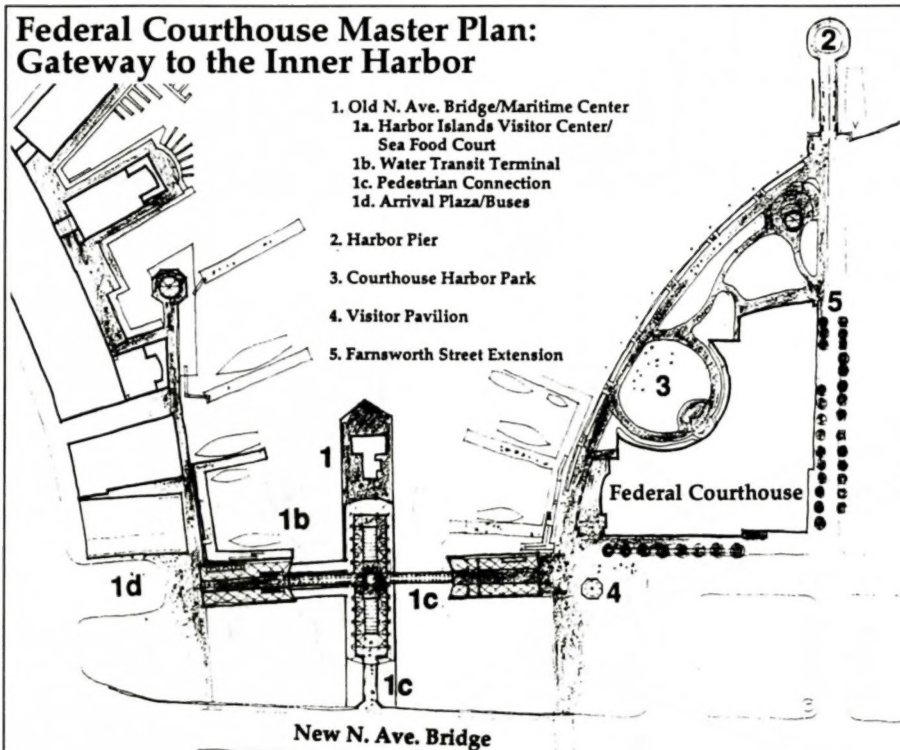 Federal Courthouse Master Plan:
Gateway to the Inner Harbor
1. Old N. Ave. Bridge/Maritime Center
1a. Harbor Islands Visitor Center/
Sea Food Court
1b. Water Transit Terminal
1c. Pedestrian Connection
1d. Arrival Plaza/Buses
2. Harbor Pier
3. Courthouse Harbor Park
4. Visitor Pavilion
5. Farnsworth Street Extension
2
5
3
1
Federal Courthouse
1b
1d
1c
4
1c
New N. Ave. Bridge